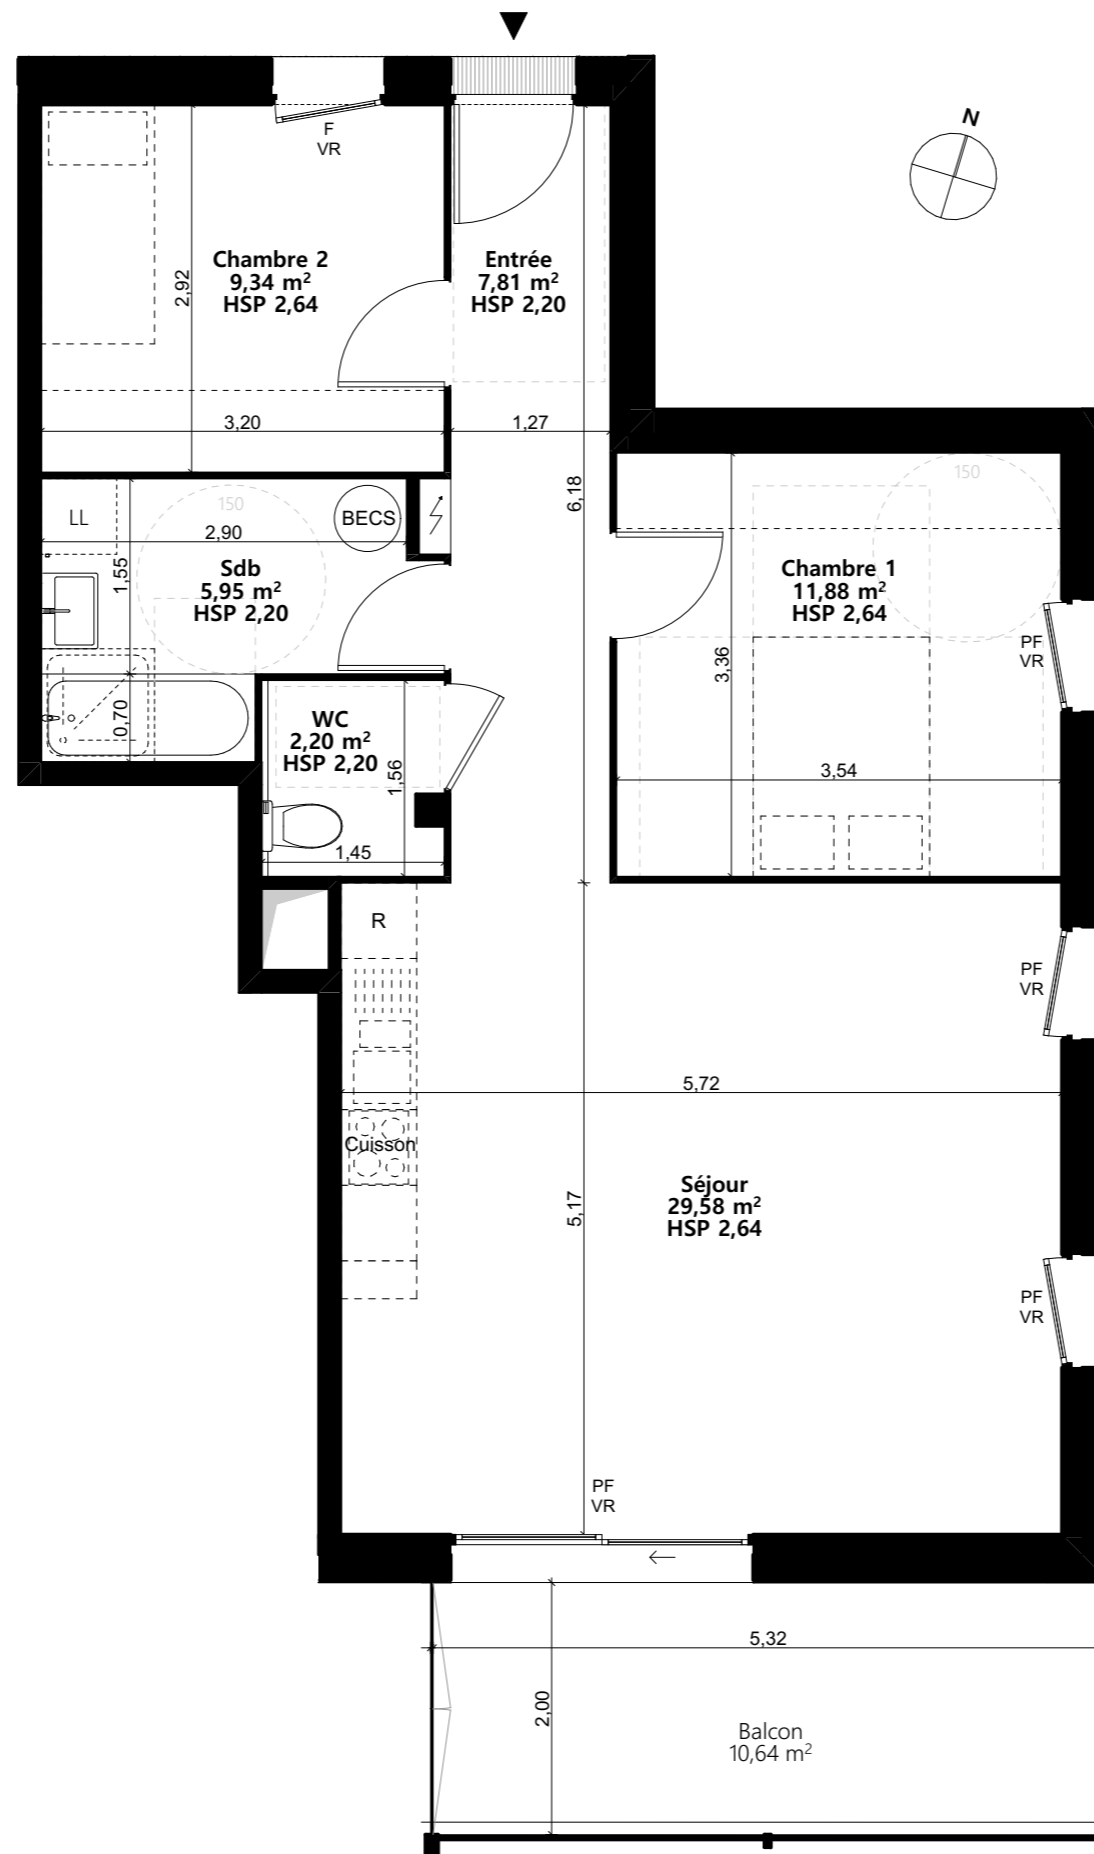 N
F
VR
Chambre 2
9,34 m²
HSP 2,64
Entrée
7,81 m²
HSP 2,20
2,92
3,20
1,27
6,18
150
LL
BECS
2,90
1,55
Sdb
5,95 m²
HSP 2,20
150
Chambre 1
11,88 m²
HSP 2,64
PF
VR
3,36
0,70
WC
2,20 m²
HSP 2,20
1,56
3,54
1,45
R
PF
VR
5,72
Cuisson
Séjour
29,58 m²
HSP 2,64
5,17
PF
VR
PF
VR
5,32
2,00
Balcon
10,64 m²